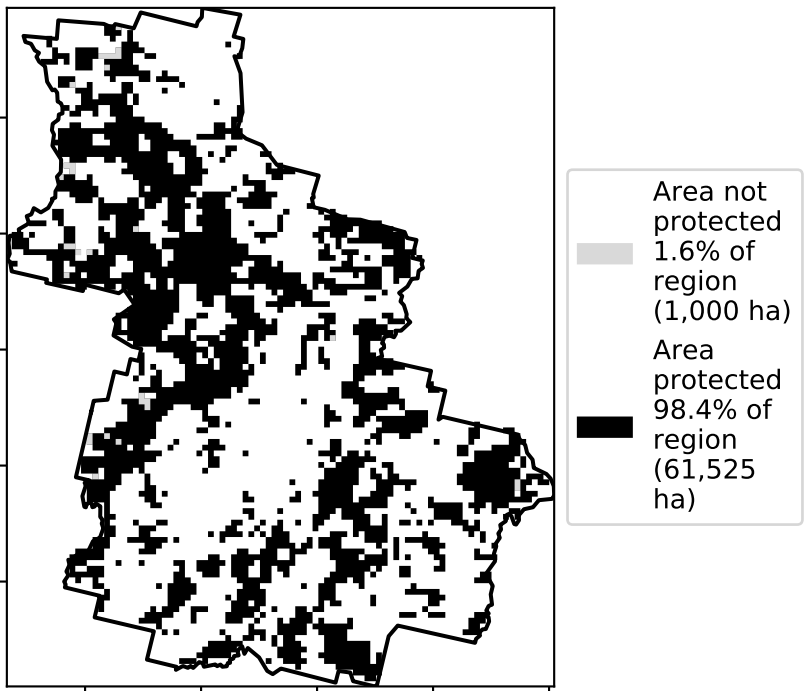 Area not
protected
1.6% of
region
(1,000 ha)
Area
protected
98.4% of
region
(61,525
ha)